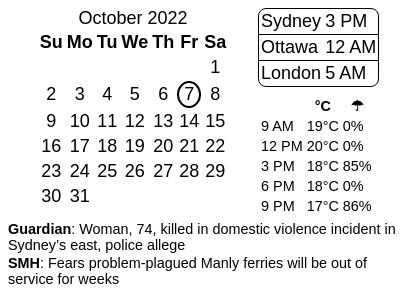 October 2022
Su Mo Tu We Th Fr Sa
1
2 3 4 5 6 7 8
9 10 11 12 13 14 15
16 17 18 19 20 21 22
23 24 25 26 27 28 29
30 31
Sydney 3 PM
Ottawa 12 AM
London 5 AM
°C ☂
9 AM 19°C 0%
12 PM 20°C 0%
3 PM 18°C 85%
6 PM 18°C 0%
9 PM 17°C 86%
Guardian: Woman, 74, killed in domestic violence incident in
Sydney’s east, police allege
SMH: Fears problem-plagued Manly ferries will be out of
service for weeks